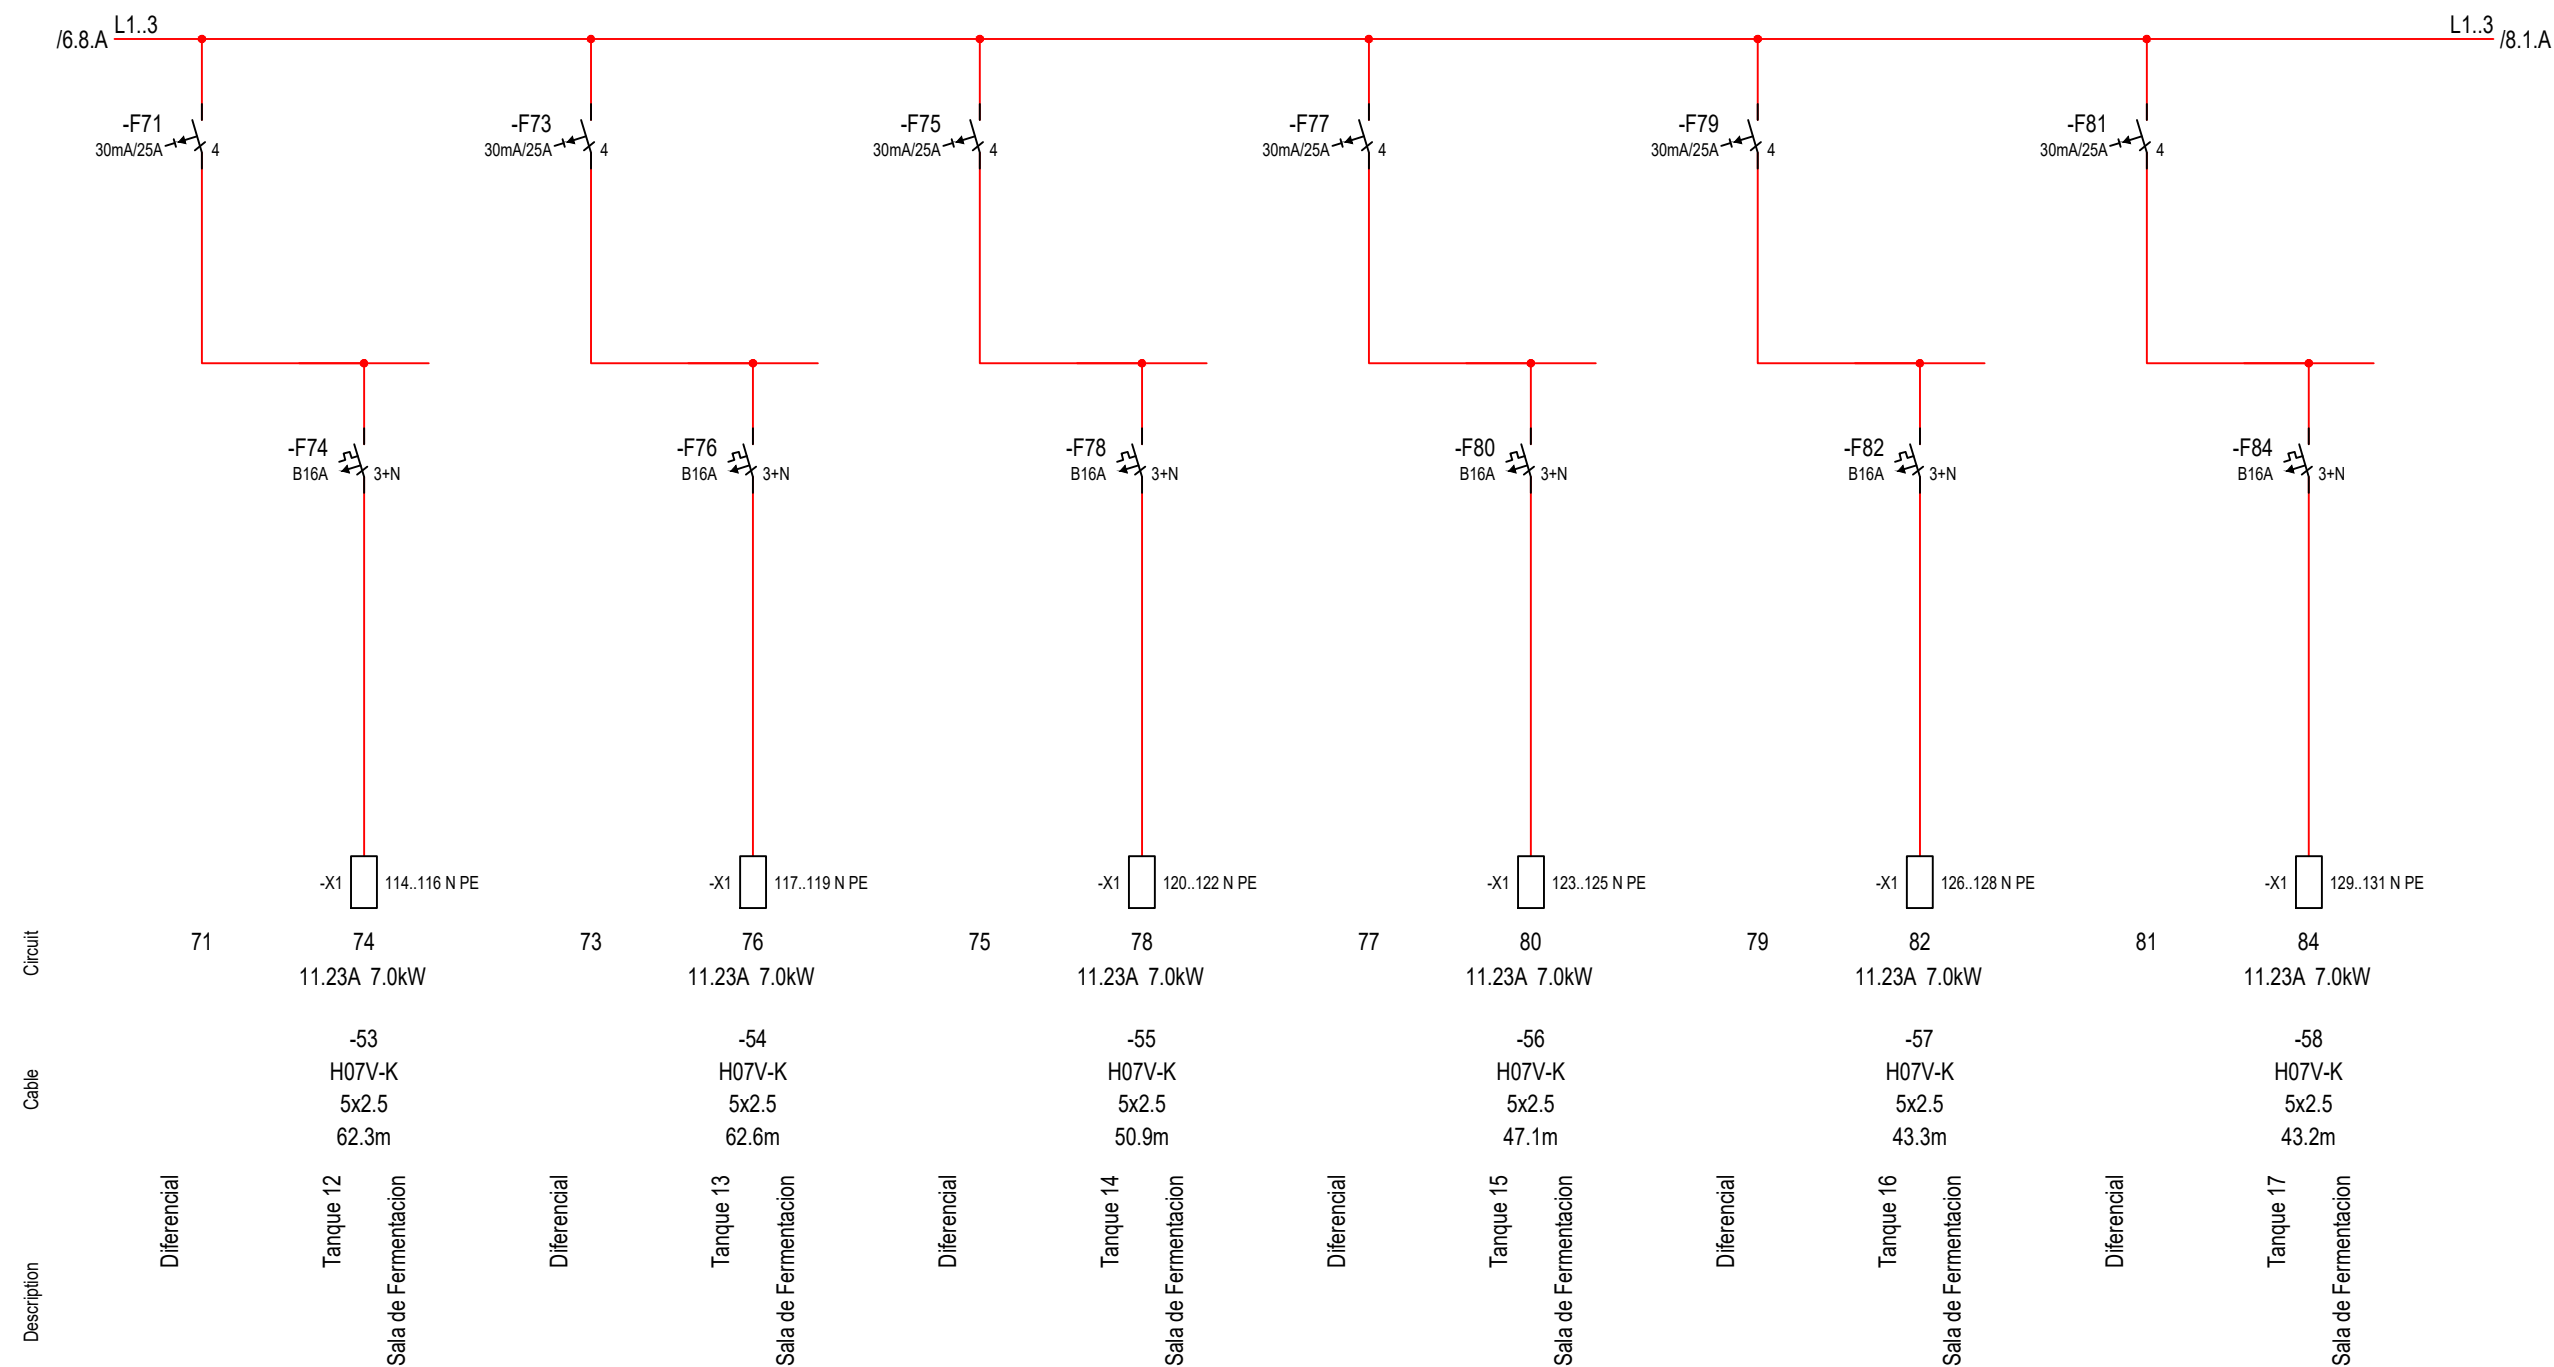 L1..3
L1..3
/6.8.A
/8.1.A
-F71
-F73
-F75
-F77
-F79
-F81
30mA/25A 4
30mA/25A 4
30mA/25A 4
30mA/25A 4
30mA/25A 4
30mA/25A 4
-F74
-F76
-F78
-F80
-F82
-F84
B16A 3+N
B16A 3+N
B16A 3+N
B16A 3+N
B16A 3+N
B16A 3+N
-X1 114..116 N PE
-X1 117..119 N PE
-X1 120..122 N PE
-X1 123..125 N PE
-X1 126..128 N PE
-X1 129..131 N PE
Circuit
71
74
73
76
75
78
77
80
79
82
81
84
11.23A 7.0kW
11.23A 7.0kW
11.23A 7.0kW
11.23A 7.0kW
11.23A 7.0kW
11.23A 7.0kW
Cable
-53
-54
-55
-56
-57
-58
H07V-K
H07V-K
H07V-K
H07V-K
H07V-K
H07V-K
5x2.5
5x2.5
5x2.5
5x2.5
5x2.5
5x2.5
62.3m
62.6m
50.9m
47.1m
43.3m
43.2m
Description
Diferencial
Tanque 12
Sala de Fermentacion
Diferencial
Tanque 13
Sala de Fermentacion
Diferencial
Tanque 14
Sala de Fermentacion
Diferencial
Tanque 15
Sala de Fermentacion
Diferencial
Tanque 16
Sala de Fermentacion
Diferencial
Tanque 17
Sala de Fermentacion